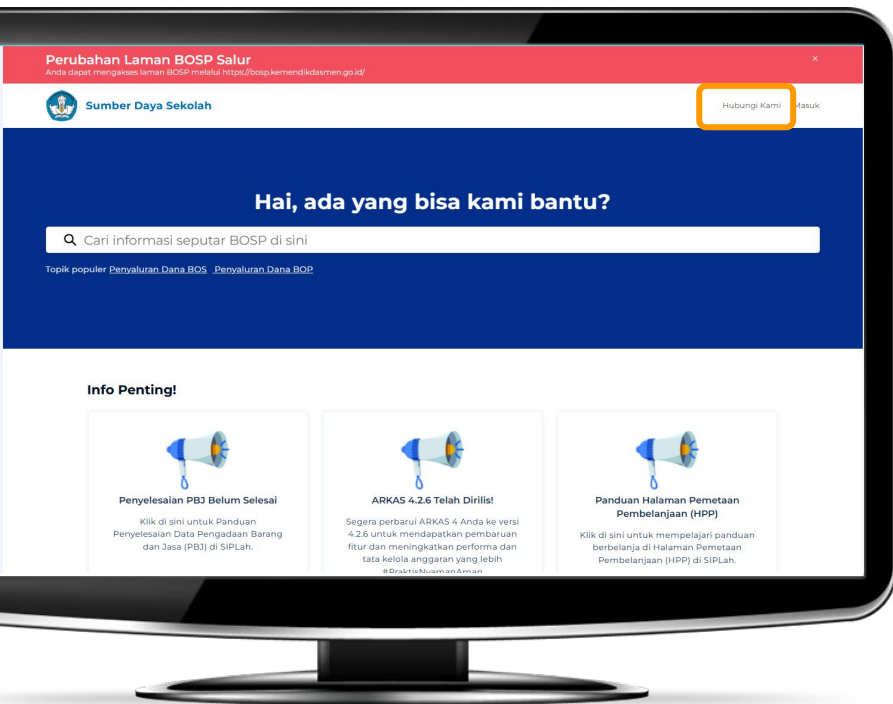 Perubahan Laman BOSP Salur
×
Anda dapat mengakses laman BOSP melalui https://bosp.kemendikdasmen.go.id/
Sumber Daya Sekolah
Hubungi Kami
Masuk
Hai, ada yang bisa kami bantu?
Cari informasi seputar BOSP di sini
Topik populer Penyaluran Dana BOS Penyaluran Dana BOP
Info Penting!
Penyelesaian PBJ Belum Selesai
Klik di sini untuk Panduan
Penyelesaian Data Pengadaan Barang
dan Jasa (PBJ) di SIPLah.
ARKAS 4.2.6 Telah Dirilis!
Segera perbarui ARKAS 4 Anda ke versi
4.2.6 untuk mendapatkan pembaruan
fitur dan meningkatkan performa dan
tata kelola anggaran yang lebih
#PraktisNyamanAman
Panduan Halaman Pemetaan
Pembelanjaan (HPP)
Klik di sini untuk mempelajari panduan
berbelanja di Halaman Pemetaan
Pembelanjaan (HPP) di SIPLah.